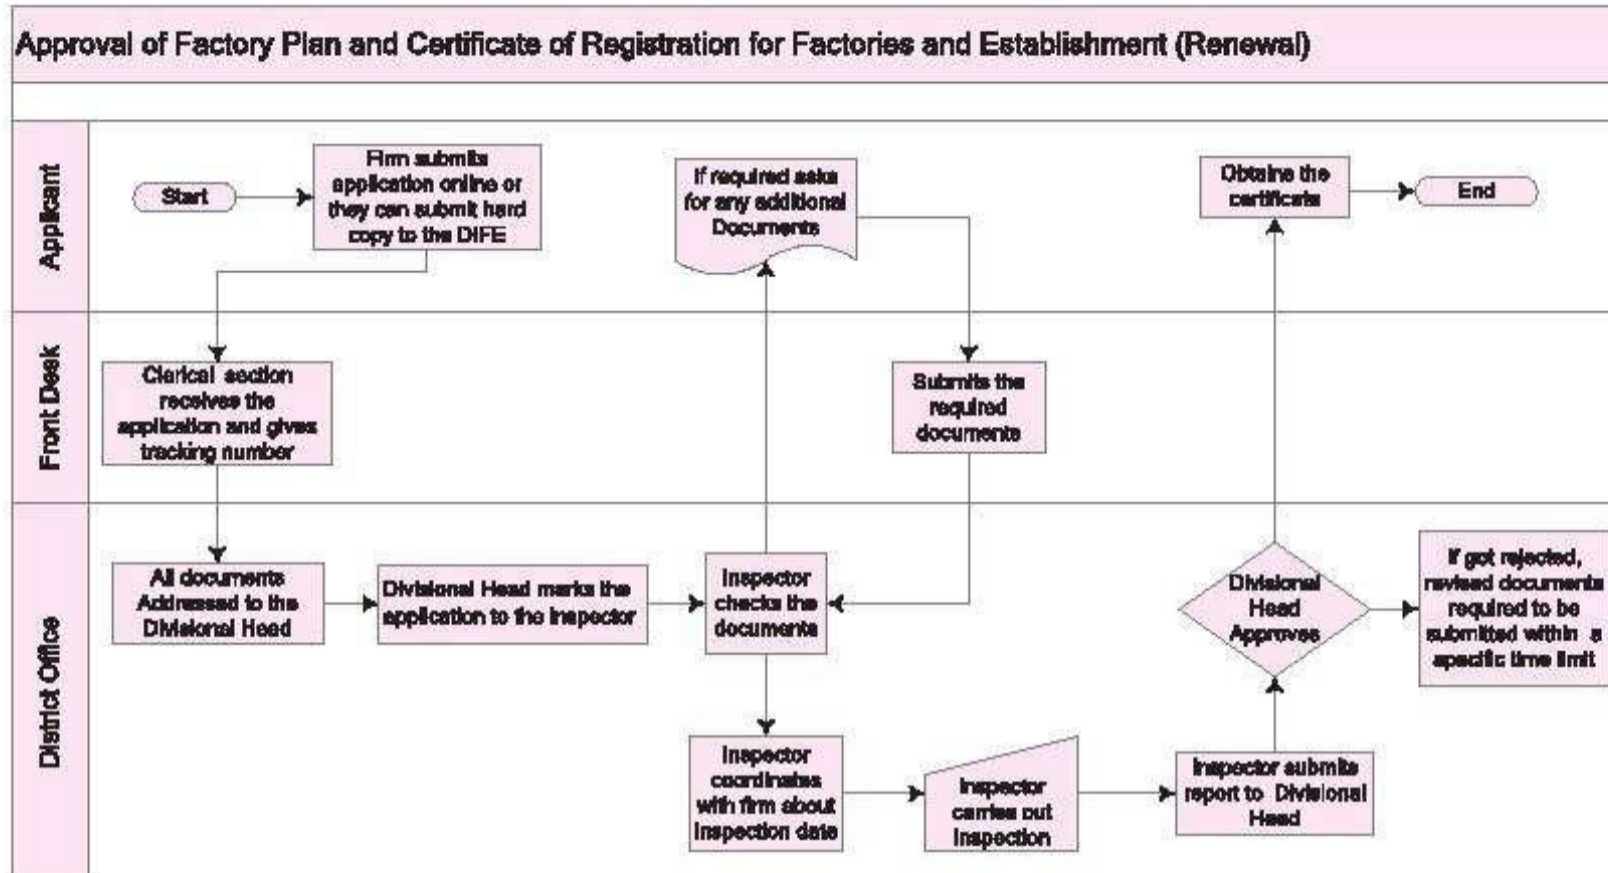 Approval of Factory Plan and Certificate of Registration for Factories and Establishment (Renewal)
Applicant
Start
Firm submits
application online or
they can submit hard
copy to the DIFE
If required asks
for any additional
Documents
Obtains the
certificate
End
Front Desk
Clerical section
receives the
application and gives
tracking number
Submits the
required
documents
District Office
All documents
Addressed to the
Divisional Head
Divisional Head marks the
application to the inspector
Inspector
checks the
documents
Divisional
Head
Approves
If got rejected,
revised documents
required to be
submitted within a
specific time limit
Inspector
coordinates
with firm about
Inspection date
Inspector
carries out
Inspection
Inspector submits
report to Divisional
Head